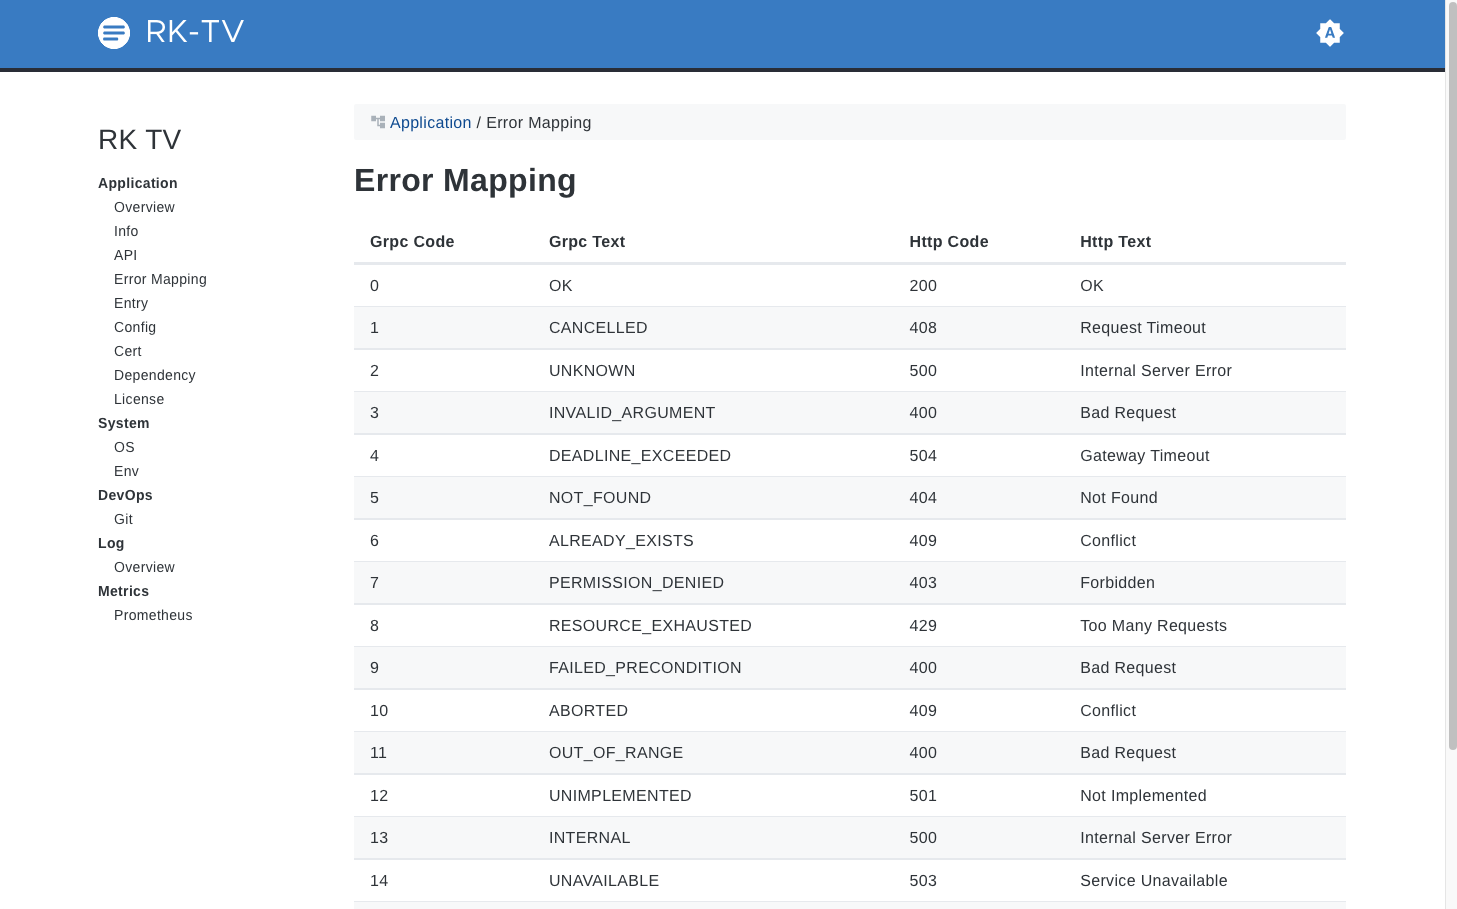 RK-TV
A
RK TV
Application
Overview
Info
API
Error Mapping
Entry
Config
Cert
Dependency
License
System
OS
Env
DevOps
Git
Log
Overview
Metrics
Prometheus
Application / Error Mapping
Error Mapping
Grpc Code Grpc Text Http Code Http Text
0 OK 200 OK
1 CANCELLED 408 Request Timeout
2 UNKNOWN 500 Internal Server Error
3 INVALID_ARGUMENT 400 Bad Request
4 DEADLINE_EXCEEDED 504 Gateway Timeout
5 NOT_FOUND 404 Not Found
6 ALREADY_EXISTS 409 Conflict
7 PERMISSION_DENIED 403 Forbidden
8 RESOURCE_EXHAUSTED 429 Too Many Requests
9 FAILED_PRECONDITION 400 Bad Request
10 ABORTED 409 Conflict
11 OUT_OF_RANGE 400 Bad Request
12 UNIMPLEMENTED 501 Not Implemented
13 INTERNAL 500 Internal Server Error
14 UNAVAILABLE 503 Service Unavailable